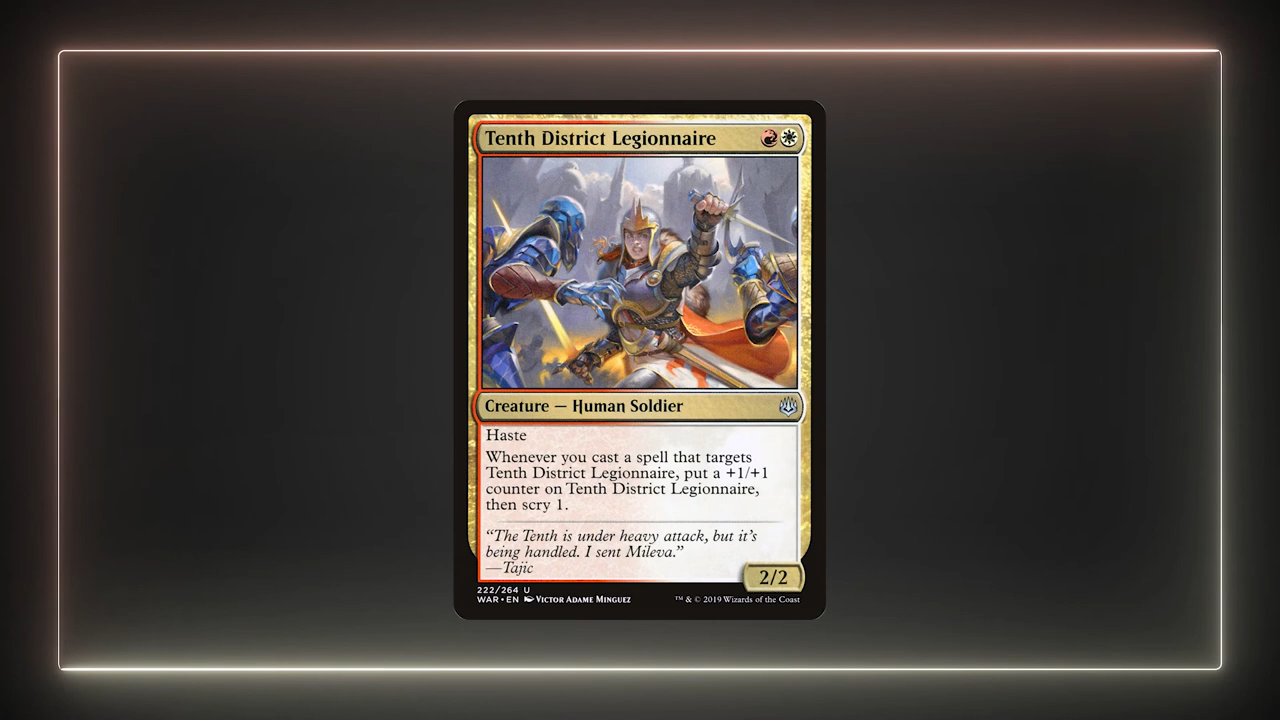 Tenth District Legionnaire
Creature — Human Soldier
Haste
Whenever you cast a spell that targets
Tenth District Legionnaire, put a +1/+1
counter on Tenth District Legionnaire,
then scry 1.
“The Tenth is under heavy attack, but it’s
being handled. I sent Mileva.”
—Tajic
2/2
222/264 U
WAR • EN Victor Adame Minguez
™ & © 2019 Wizards of the Coast